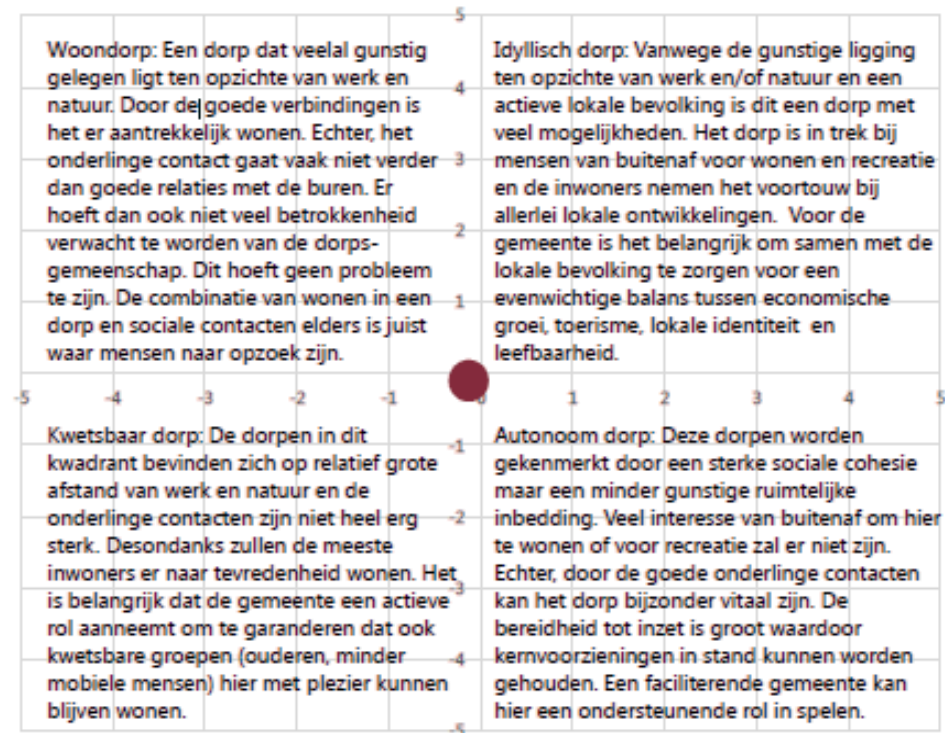 Woondorp: Een dorp dat veelal gunstig
gelegen ligt ten opzichte van werk en
natuur. Door de goede verbindingen is
het er aantrekkelijk wonen. Echter, het
onderlinge contact gaat vaak niet verder
dan goede relaties met de buren. Er
hoeft dan ook niet veel betrokkenheid
verwacht te worden van de dorps-
gemeenschap. Dit hoeft geen probleem
te zijn. De combinatie van wonen in een
dorp en sociale contacten elders is juist
waar mensen naar opzoek zijn.
Idyllisch dorp: Vanwege de gunstige ligging
ten opzichte van werk en/of natuur en een
actieve lokale bevolking is dit een dorp met
veel mogelijkheden. Het dorp is in trek bij
mensen van buitenaf voor wonen en recreatie
en de inwoners nemen het voortouw bij
allerlei lokale ontwikkelingen. Voor de
gemeente is het belangrijk om samen met de
lokale bevolking te zorgen voor een
evenwichtige balans tussen economische
groei, toerisme, lokale identiteit en
leefbaarheid.
5
4
3
2
1
-5 -4 -3 -2 -1 0 1 2 3 4 5
-1
-2
-3
-4
-5
Kwetsbaar dorp: De dorpen in dit
kwadrant bevinden zich op relatief grote
afstand van werk en natuur en de
onderlinge contacten zijn niet heel erg
sterk. Desondanks zullen de meeste
inwoners er naar tevredenheid wonen. Het
is belangrijk dat de gemeente een actieve
rol aanneemt om te garanderen dat ook
kwetsbare groepen (ouderen, minder
mobiele mensen) hier met plezier kunnen
blijven wonen.
Autonoom dorp: Deze dorpen worden
gekenmerkt door een sterke sociale cohesie
maar een minder gunstige ruimtelijke
inbedding. Veel interesse van buitenaf om hier
te wonen of voor recreatie zal er niet zijn.
Echter, door de goede onderlinge contacten
kan het dorp bijzonder vitaal zijn. De
bereidheid tot inzet is groot waardoor
kernvoorzieningen in stand kunnen worden
gehouden. Een faciliterende gemeente kan
hier een ondersteunende rol in spelen.